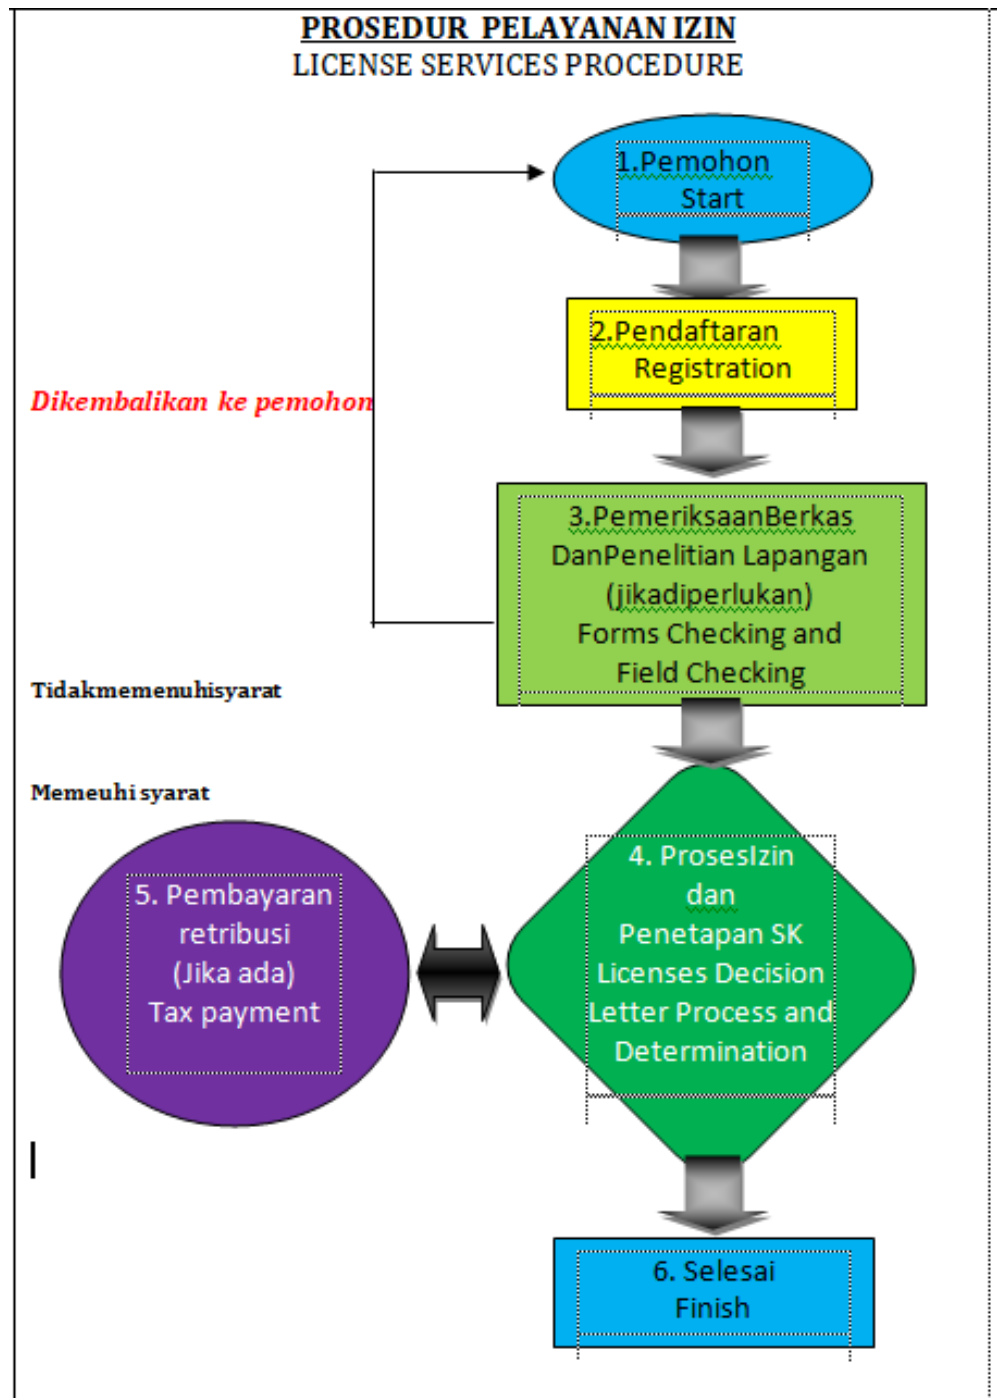 PROSEDUR PELAYANAN IZIN
LICENSE SERVICES PROCEDURE
1.Pemohon
Start
2.Pendaftaran
Registration
Dikembalikan ke pemohon
3.PemeriksaanBerkas
DanPenelitian Lapangan
(jikadiperlukan)
Forms Checking and
Field Checking
Tidakmemenuhisyarat
Memeuhi syarat
4. ProsesIzin
dan
Penetapan SK
Licenses Decision
Letter Process and
Determination
5. Pembayaran
retribusi
(Jika ada)
Tax payment
6. Selesai
Finish